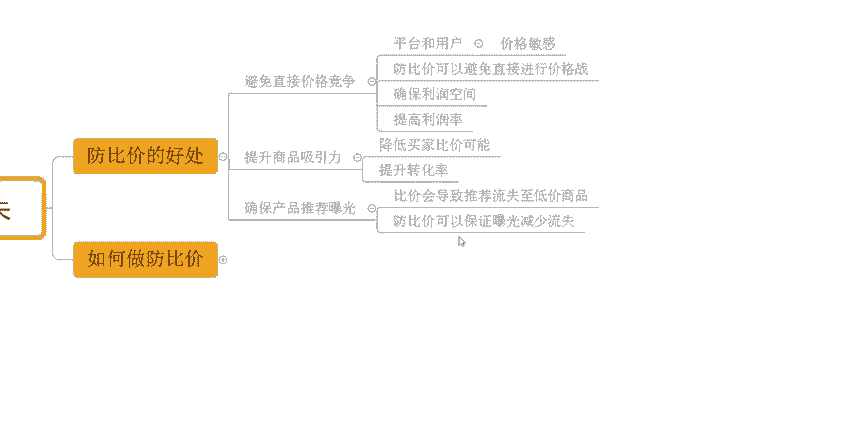 平台和用户 价格敏感
防比价可以避免直接进行价格战
避免直接价格竞争
确保利润空间
提高利润率
防比价的好处
降低买家比价可能
提升商品吸引力
提升转化率
比价会导致推荐流失至低价商品
确保产品推荐曝光
防比价可以保证曝光减少流失
如何做防比价